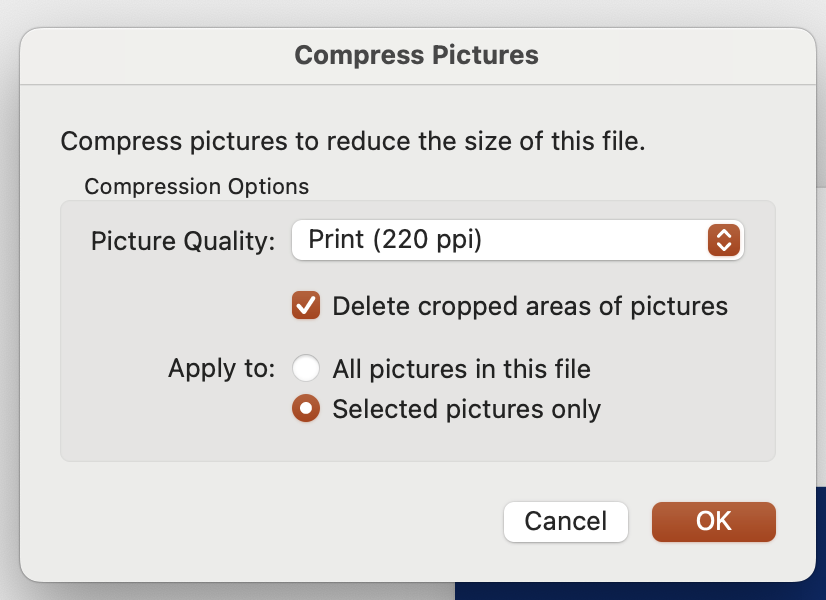 Compress Pictures
Compress pictures to reduce the size of this file.
Compression Options
Picture Quality: Print (220 ppi)
Delete cropped areas of pictures
Apply to: All pictures in this file
Selected pictures only
Cancel OK